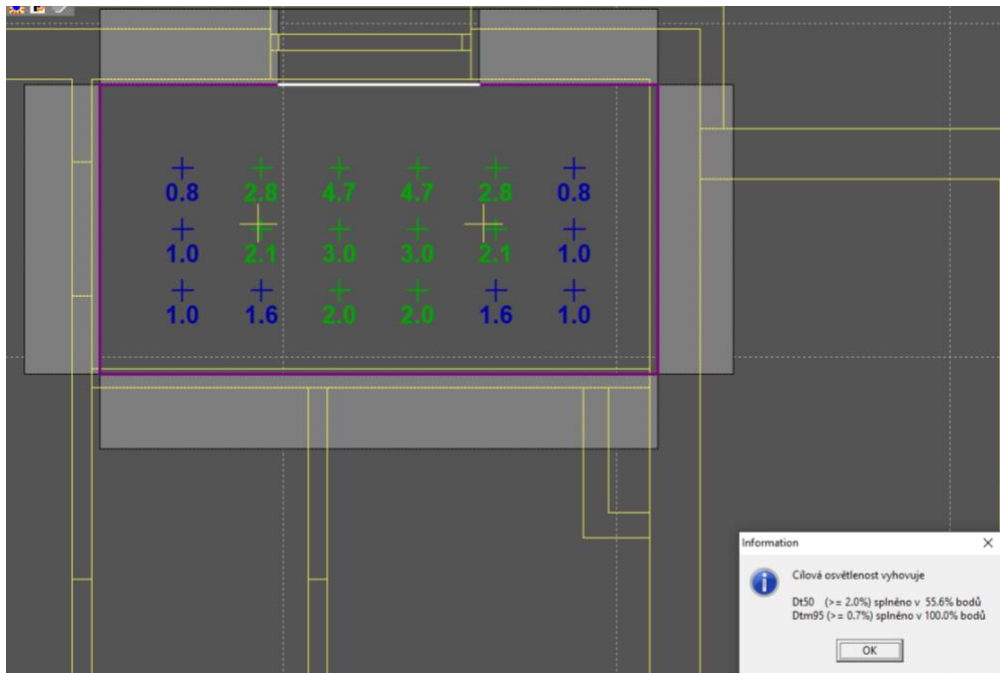 0.8 2.8 4.7 4.7 2.8 0.8
1.0 2.1 3.0 3.0 2.1 1.0
1.0 1.6 2.0 2.0 1.6 1.0
Information
Cílová osvětlenost vyhovuje
Dt50 (>= 2.0%) splněno v 55.6% bodů
Dtm95 (>= 0.7%) splněno v 100.0% bodů
OK